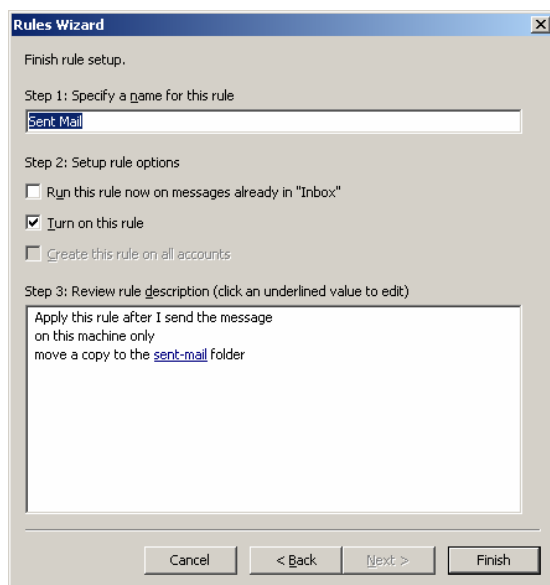 Rules Wizard
Finish rule setup.
Step 1: Specify a name for this rule
Sent Mail
Step 2: Setup rule options
Run this rule now on messages already in "Inbox"
Turn on this rule
Create this rule on all accounts
Step 3: Review rule description (click an underlined value to edit)
Apply this rule after I send the message
on this machine only
move a copy to the sent-mail folder
Cancel
< Back
Next >
Finish